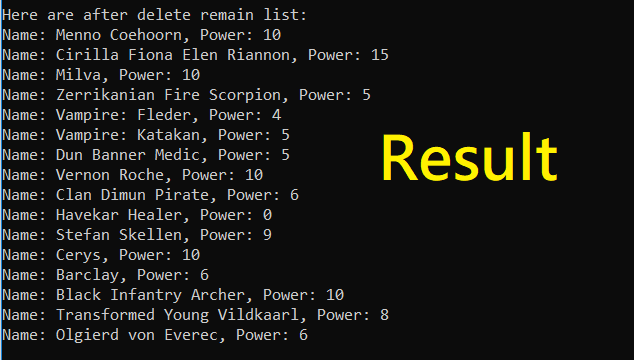 Here are after delete remain list:
Name: Menno Coehoorn, Power: 10
Name: Cirilla Fiona Elen Riannon, Power: 15
Name: Milva, Power: 10
Name: Zerrikanian Fire Scorpion, Power: 5
Name: Vampire: Fleder, Power: 4
Name: Vampire: Katakan, Power: 5
Name: Dun Banner Medic, Power: 5
Name: Vernon Roche, Power: 10
Name: Clan Dimun Pirate, Power: 6
Name: Havekar Healer, Power: 0
Name: Stefan Skellen, Power: 9
Name: Cerys, Power: 10
Name: Barclay, Power: 6
Name: Black Infantry Archer, Power: 10
Name: Transformed Young Vildkaarl, Power: 8
Name: Olgierd von Everec, Power: 6
Result